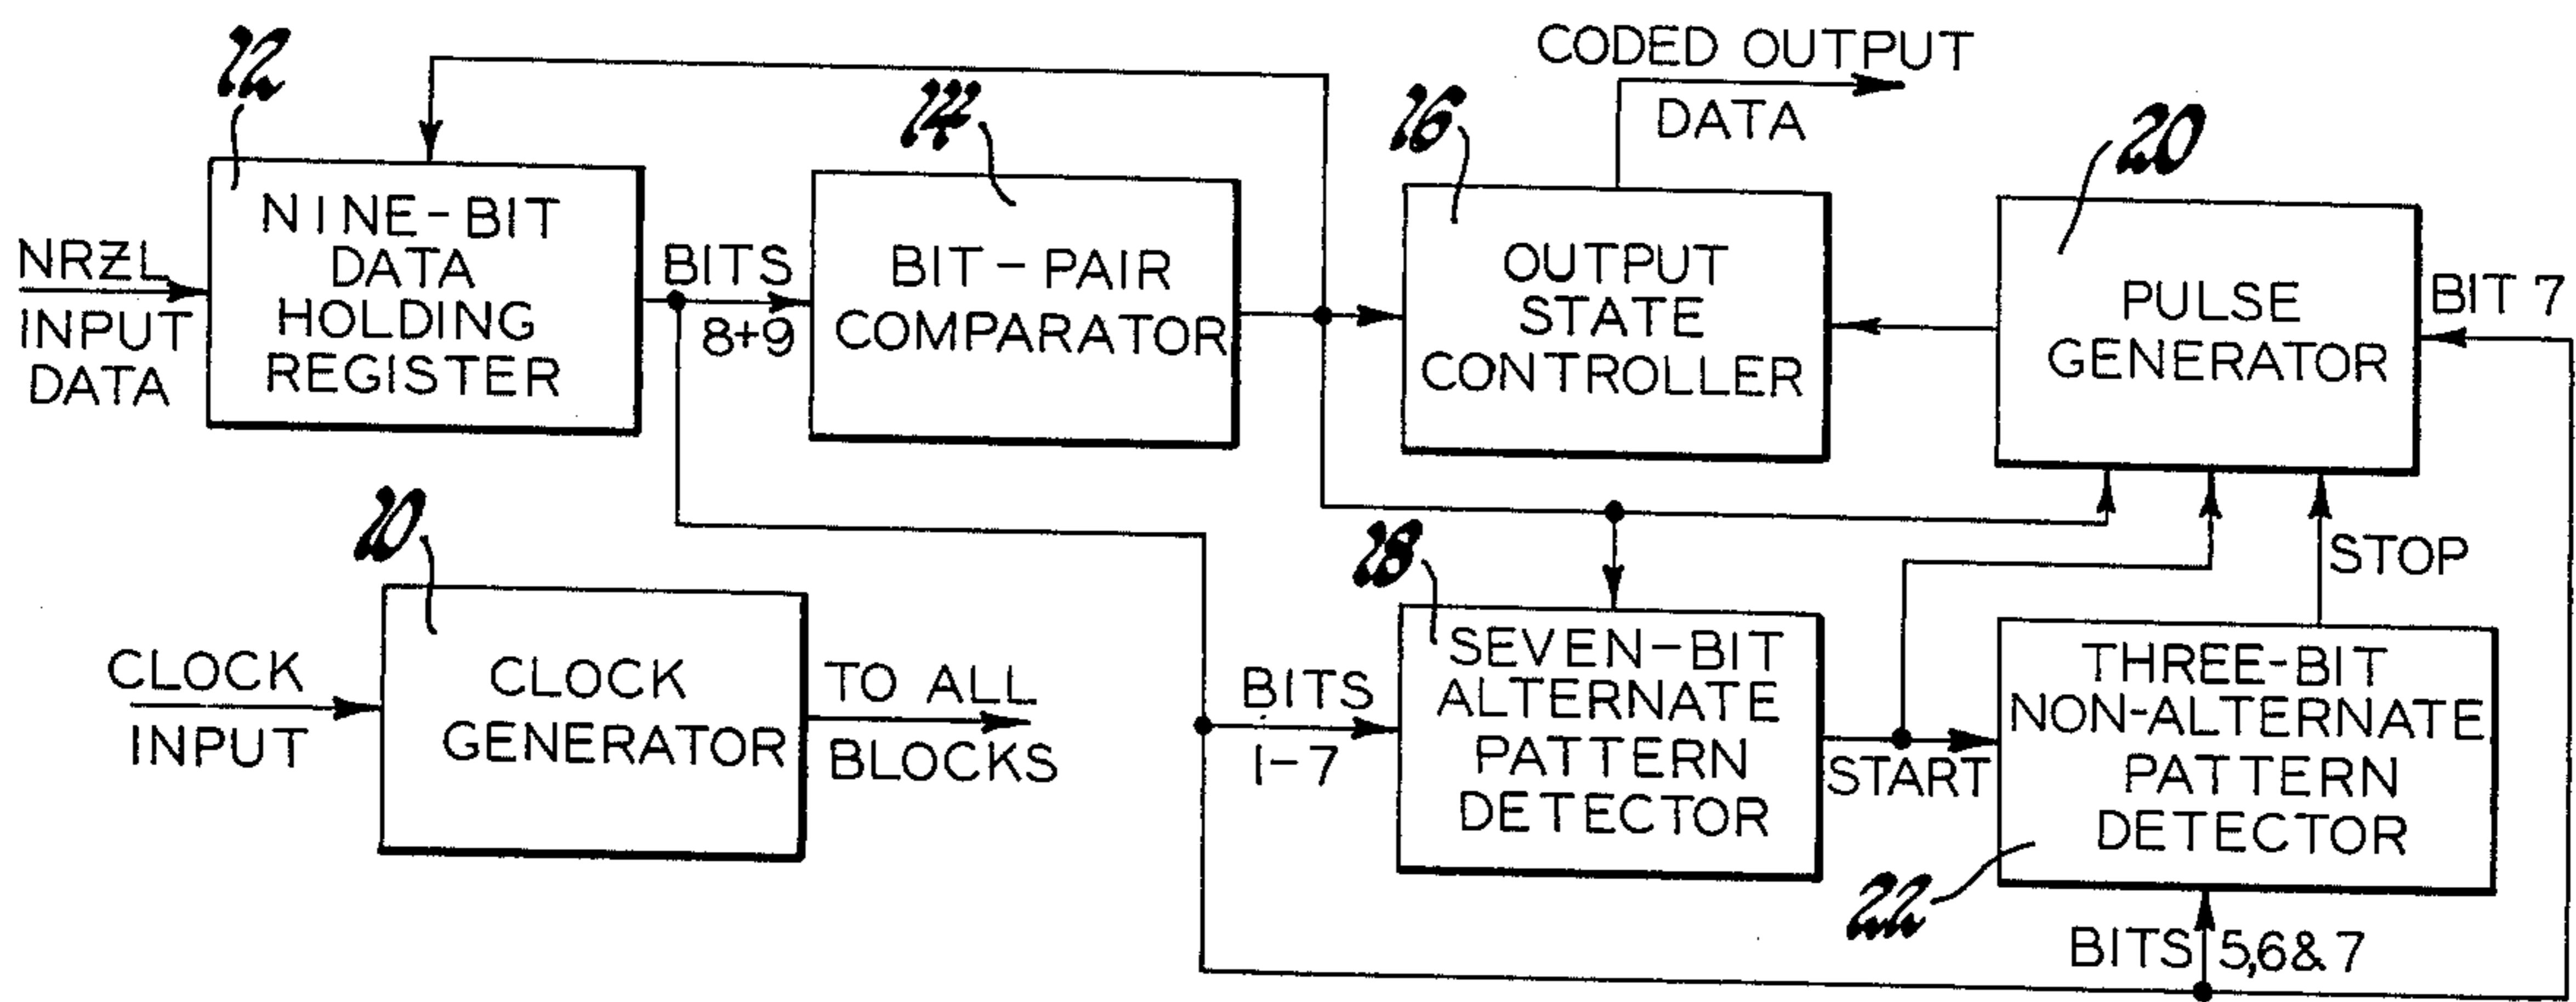 12
NINE-BIT
DATA
HOLDING
REGISTER
NRZL
INPUT
DATA
BITS
8+9
14
BIT-PAIR
COMPARATOR
16
OUTPUT
STATE
CONTROLLER
CODED OUTPUT
DATA
20
PULSE
GENERATOR
BIT 7
10
CLOCK
INPUT
CLOCK
GENERATOR
TO ALL
BLOCKS
BITS
1-7
18
SEVEN-BIT
ALTERNATE
PATTERN
DETECTOR
START
STOP
THREE-BIT
NON-ALTERNATE
PATTERN
DETECTOR
22
BITS 5,6&7